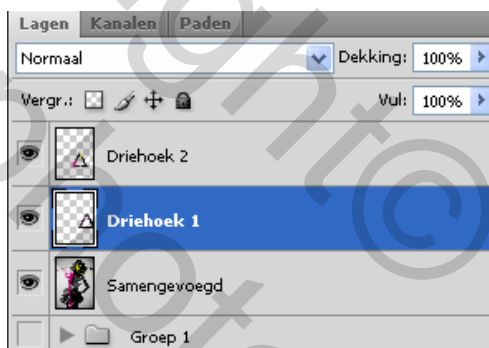 Lagen Kanalen Paden
Normaal Dekking: 100%
Vergr.: Vul: 100%
Driehoek 2
Driehoek 1
Samengevoegd
Groep 1